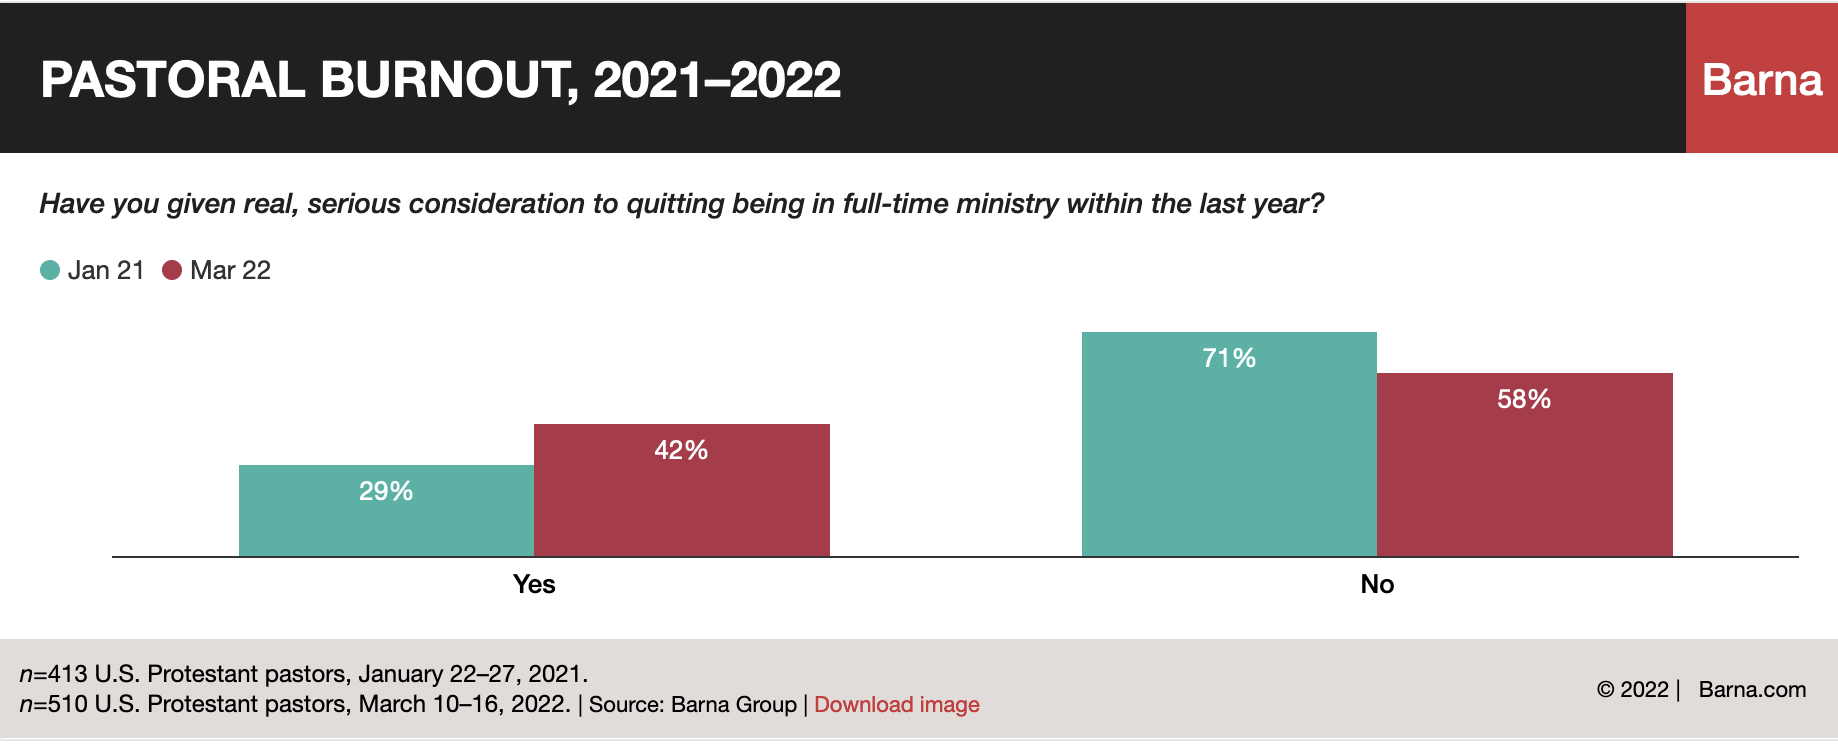 PASTORAL BURNOUT, 2021–2022
Barna
Have you given real, serious consideration to quitting being in full-time ministry within the last year?
Jan 21 Mar 22
29%
42%
71%
58%
Yes
No
n=413 U.S. Protestant pastors, January 22–27, 2021.
n=510 U.S. Protestant pastors, March 10–16, 2022. | Source: Barna Group | Download image
© 2022 | Barna.com